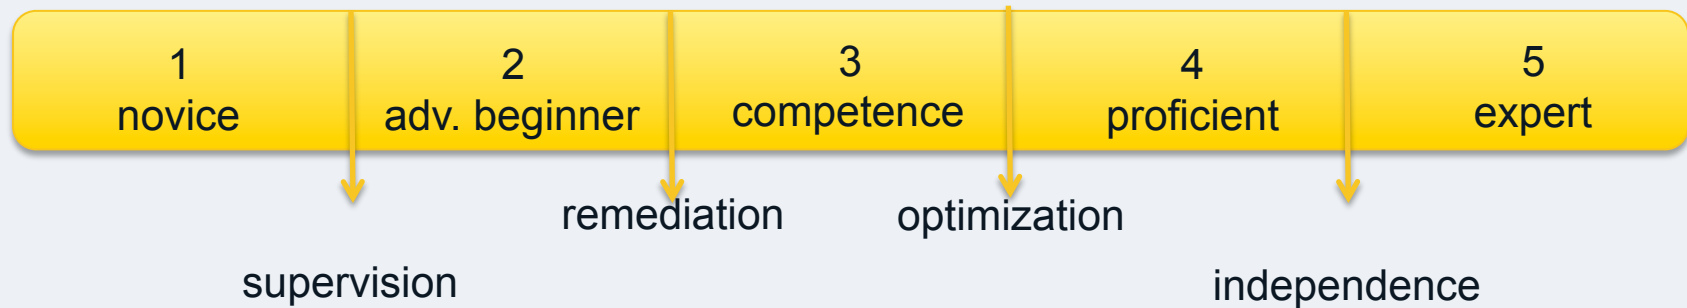 1
novice
2
adv. beginner
3
competence
4
proficient
5
expert
remediation
optimization
supervision
independence